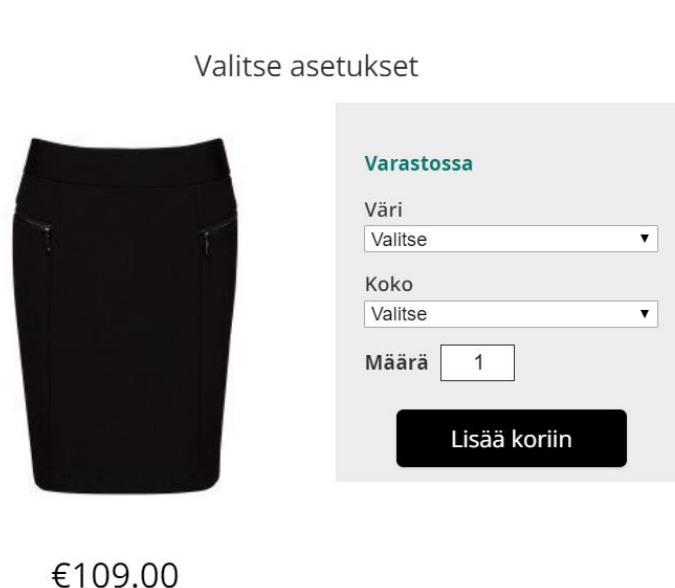 Valitse asetukset
Varastossa
Väri
Valitse
Koko
Valitse
Määrä 1
Lisää koriin
€109.00